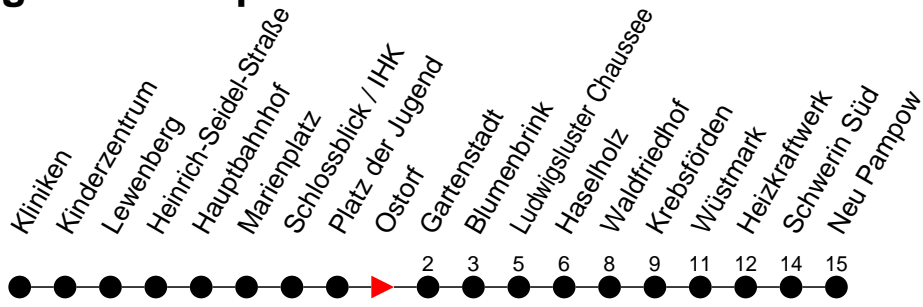 Kliniken
Kinderzentrum
Lewenberg
Heinrich-Seidel-Straße
Hauptbahnhof
Marienplatz
Schlossblick / IHK
Platz der Jugend
Ostorf
Gartenstadt
Blumenbrink
Ludwigsluster Chaussee
Haselholz
Waldfriedhof
Krebsförden
Wüstmark
Heizkraftwerk
Schwerin Süd
Neu Pampow
2 3 5 6 8 9 11 12 14 15